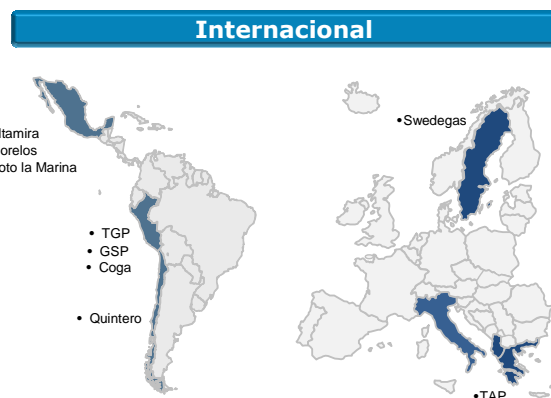 Internacional
ltamira
orelos
oto la Marina
• TGP
• GSP
• Coga
• Quintero
•Swedegas
•TAP